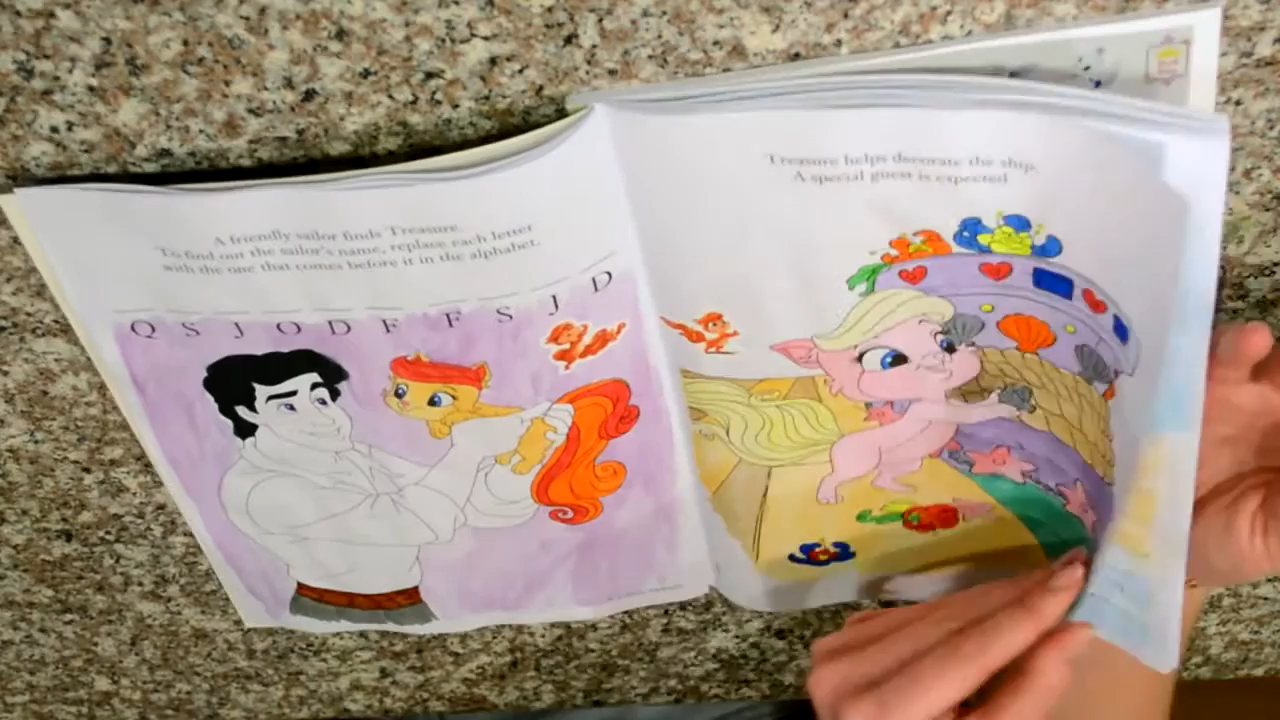 A friendly sailor finds Treasure.
To find out the sailor's name, replace each letter
with the one that comes before it in the alphabet.
Q S J O D F F S J D
Treasure helps decorate the ship.
A special guest is expected